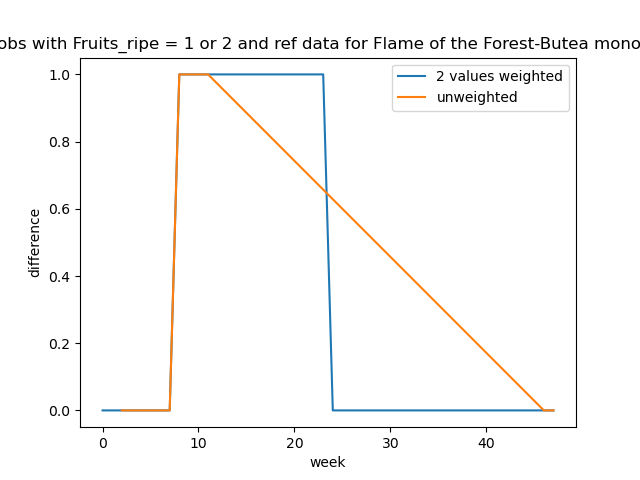 obs with Fruits_ripe = 1 or 2 and ref data for Flame of the Forest-Butea mono
2 values weighted
unweighted
1.0
0.8
0.6
0.4
0.2
0.0
difference
0 10 20 30 40
week